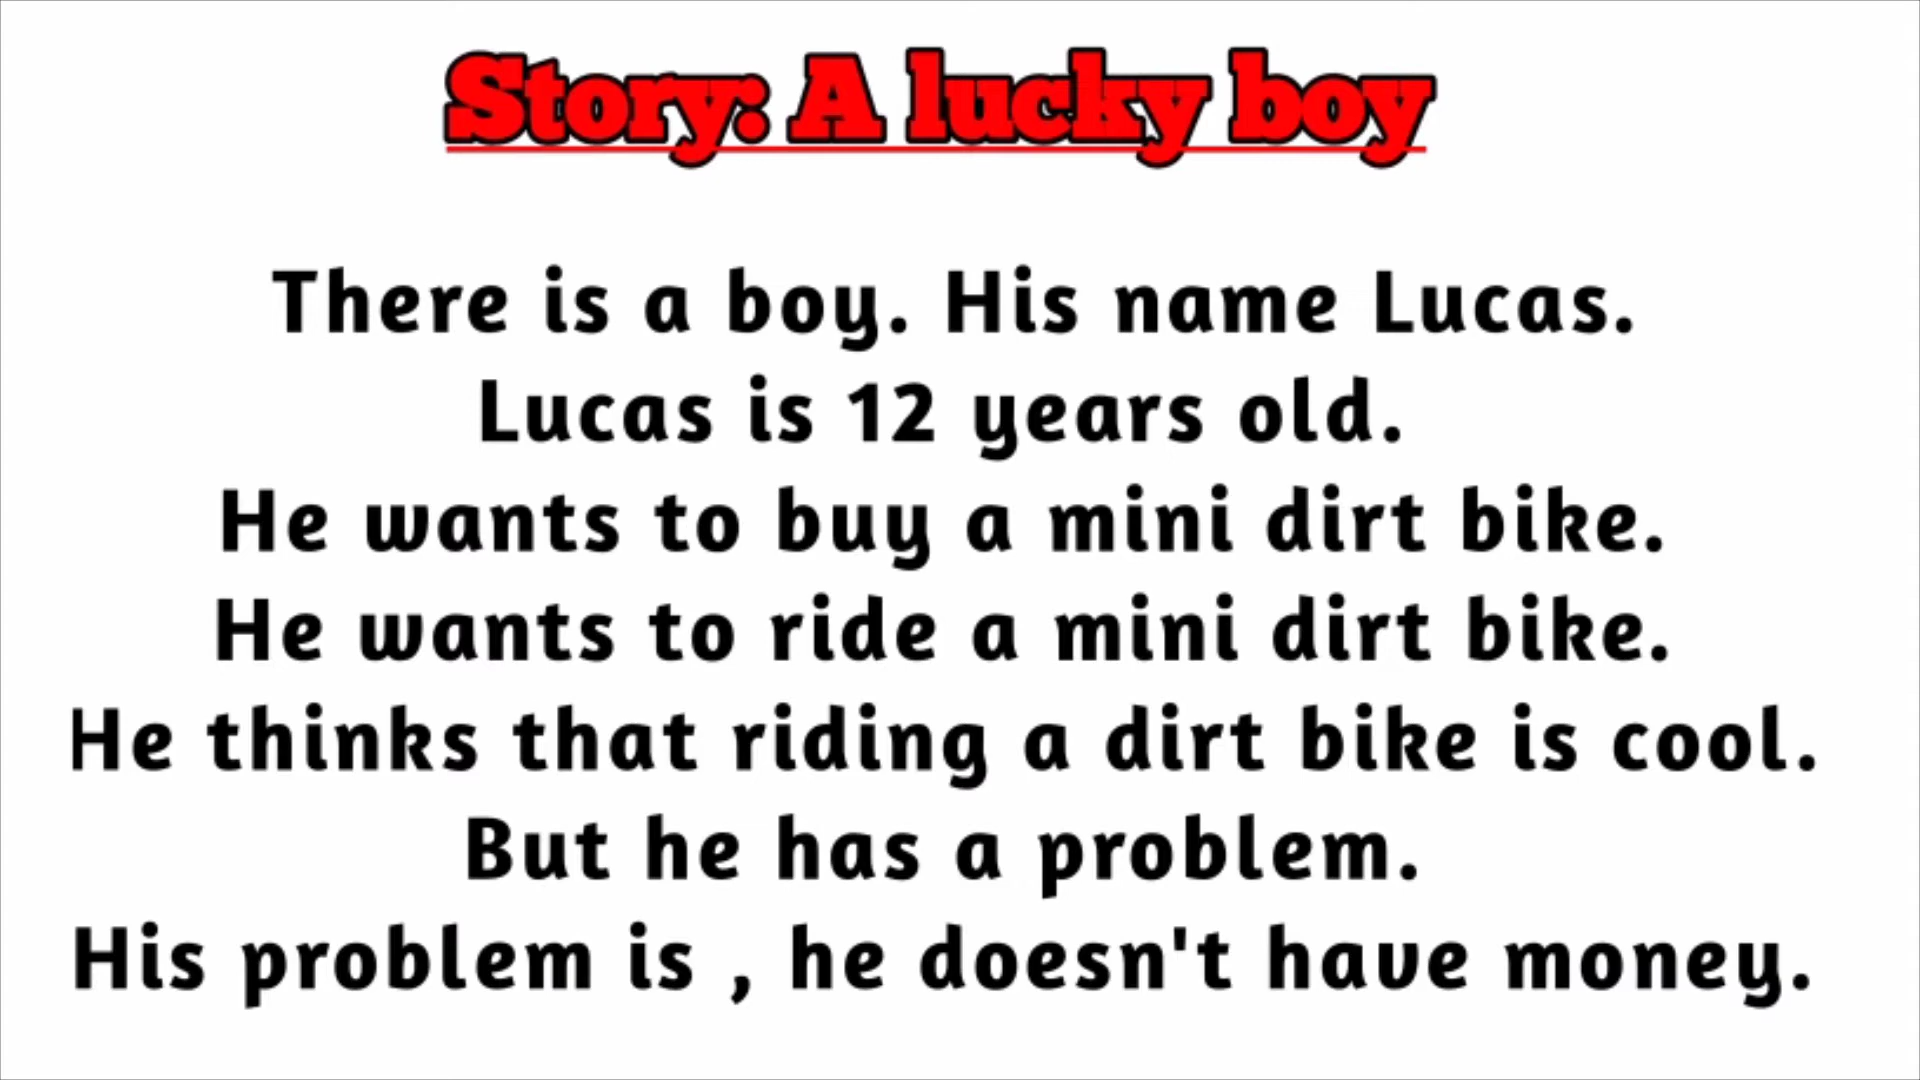 Story: A lucky boy
There is a boy. His name Lucas.
Lucas is 12 years old.
He wants to buy a mini dirt bike.
He wants to ride a mini dirt bike.
He thinks that riding a dirt bike is cool.
But he has a problem.
His problem is , he doesn't have money.